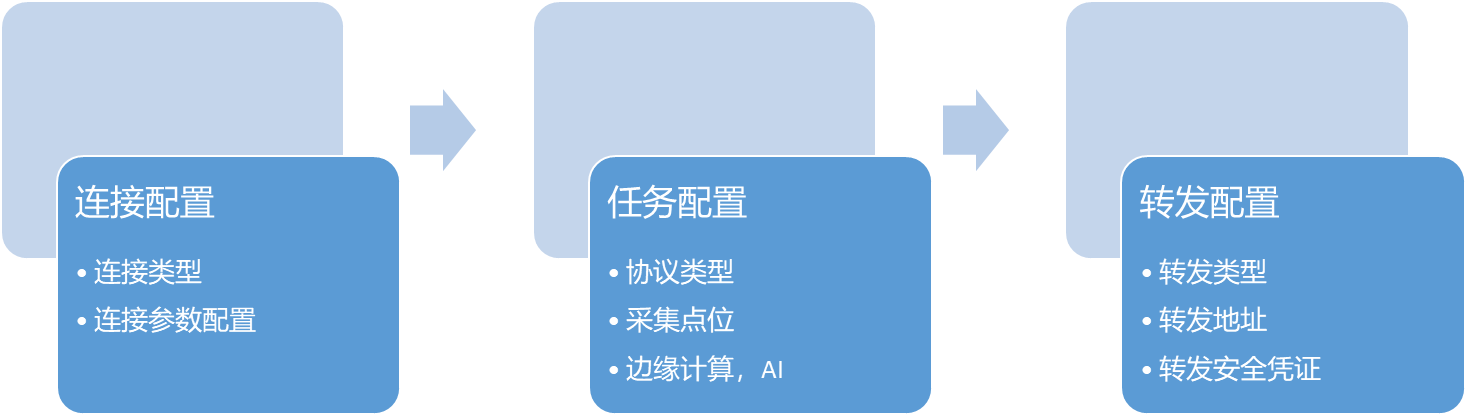 连接配置
• 连接类型
• 连接参数配置
任务配置
• 协议类型
• 采集点位
• 边缘计算，AI
转发配置
• 转发类型
• 转发地址
• 转发安全凭证